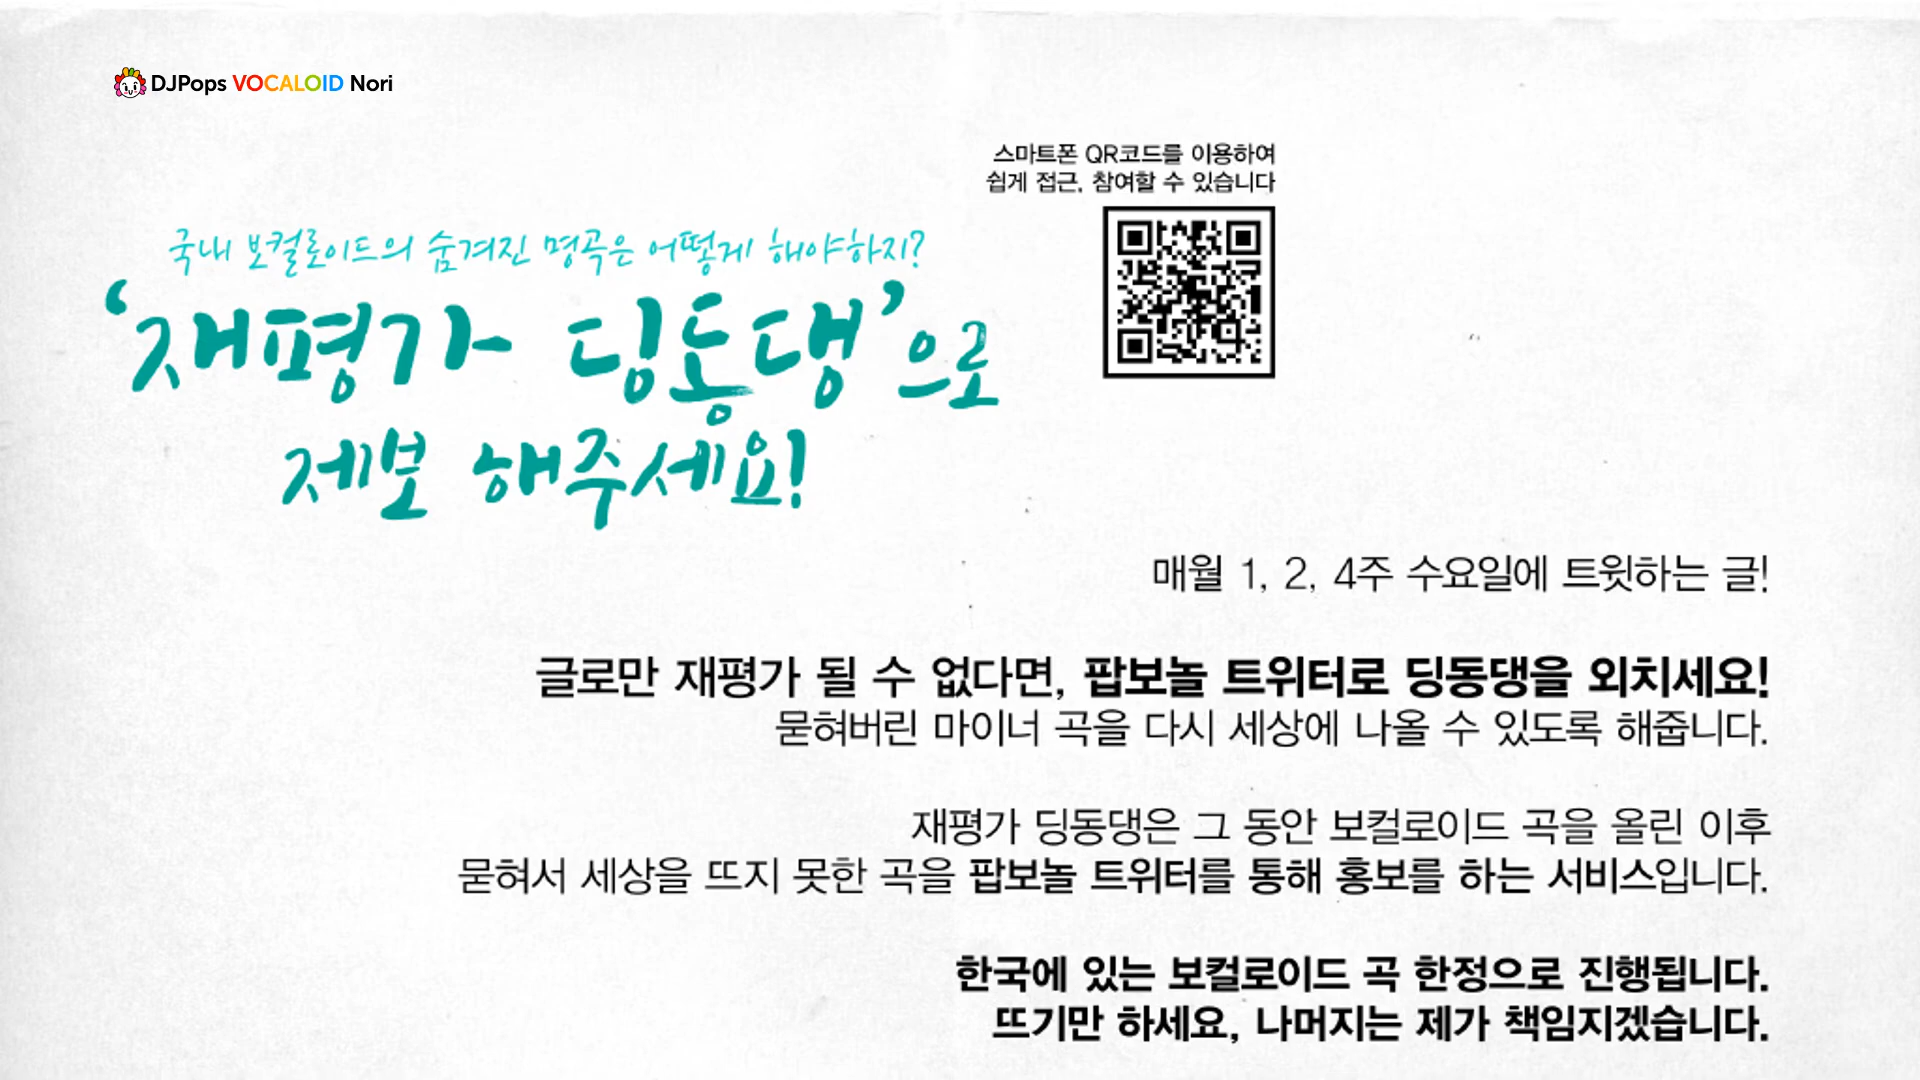 DJPops VOCALOID Nori
스마트폰 QR코드를 이용하여
쉽게 접근, 참여할 수 있습니다
국내 보컬로이드의 숨겨진 명곡은 어떻게 해야하지?
‘재평가 딩동댕’으로
제보 해주세요!
매월 1, 2, 4주 수요일에 트윗하는 글!
글로만 재평가 될 수 없다면, 팝보놀 트위터로 딩동댕을 외치세요!
묻혀버린 마이너 곡을 다시 세상에 나올 수 있도록 해줍니다.
재평가 딩동댕은 그 동안 보컬로이드 곡을 올린 이후
묻혀서 세상을 뜨지 못한 곡을 팝보놀 트위터를 통해 홍보를 하는 서비스입니다.
한국에 있는 보컬로이드 곡 한정으로 진행됩니다.
뜨기만 하세요, 나머지는 제가 책임지겠습니다.